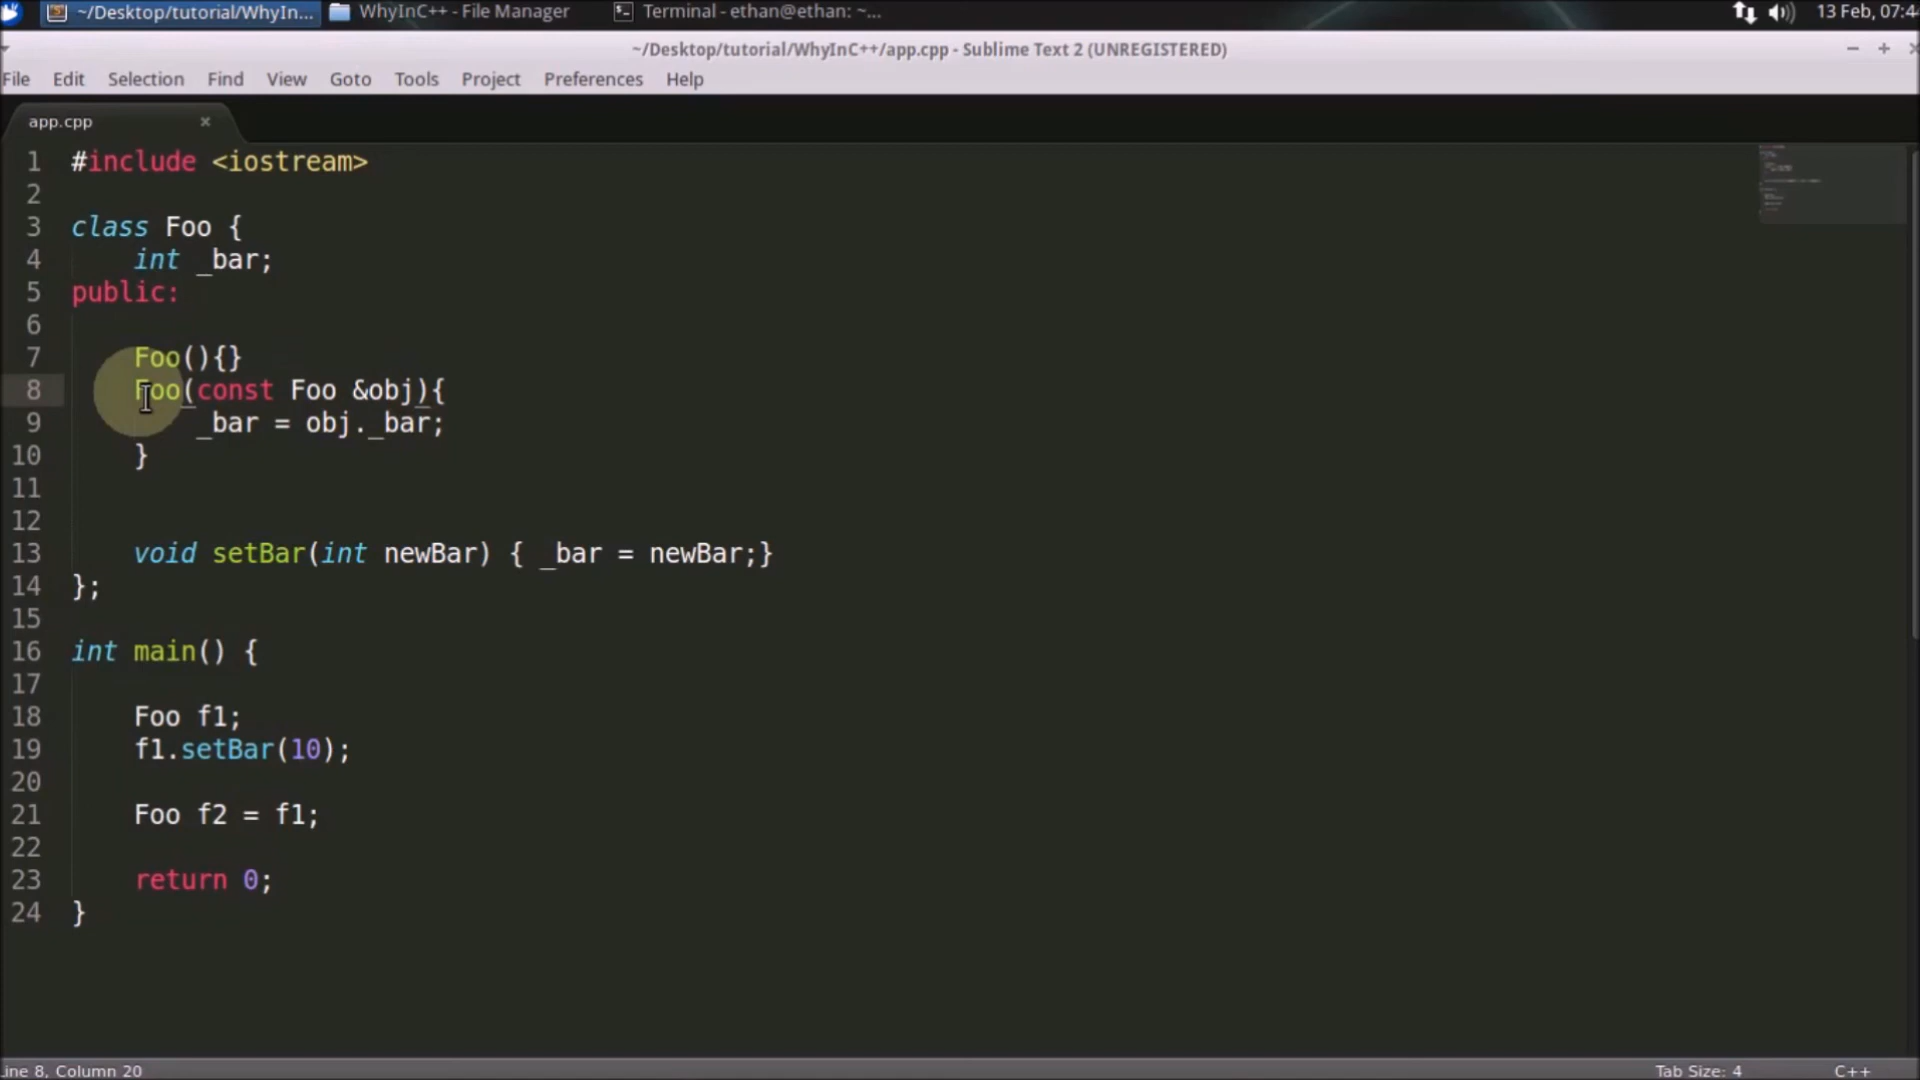 ~/Desktop/tutorial/WhyIn... WhyInC++ - File Manager Terminal - ethan@ethan: ~... 13 Feb, 07:4
~/Desktop/tutorial/WhyInC++/app.cpp - Sublime Text 2 (UNREGISTERED)
File Edit Selection Find View Goto Tools Project Preferences Help
app.cpp
1 #include <iostream>
2
3 class Foo {
4     int _bar;
5 public:
6
7     Foo(){}
8     Foo(const Foo &obj){
9         _bar = obj._bar;
10     }
11
12
13     void setBar(int newBar) { _bar = newBar;}
14 };
15
16 int main() {
17
18     Foo f1;
19     f1.setBar(10);
20
21     Foo f2 = f1;
22
23     return 0;
24 }
Line 8, Column 20 Tab Size: 4 C++